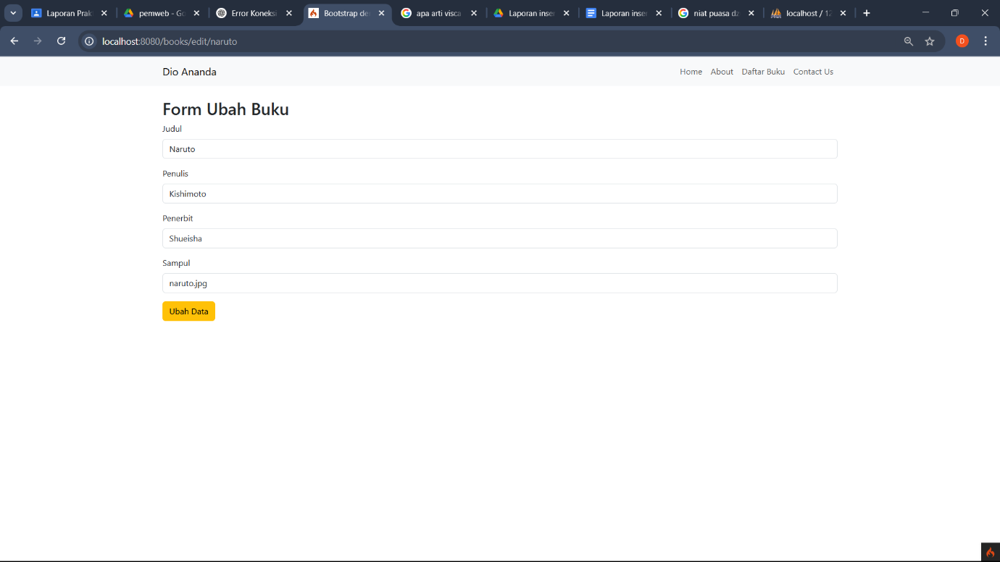 Laporan Prak
pemweb - Go
Error Koneksi
Bootstrap de
apa arti visca
Laporan inse
Laporan inse
niat puasa dz
localhost / 12
localhost:8080/books/edit/naruto
D
Dio Ananda
Home About Daftar Buku Contact Us
Form Ubah Buku
Judul
Naruto
Penulis
Kishimoto
Penerbit
Shueisha
Sampul
naruto.jpg
Ubah Data